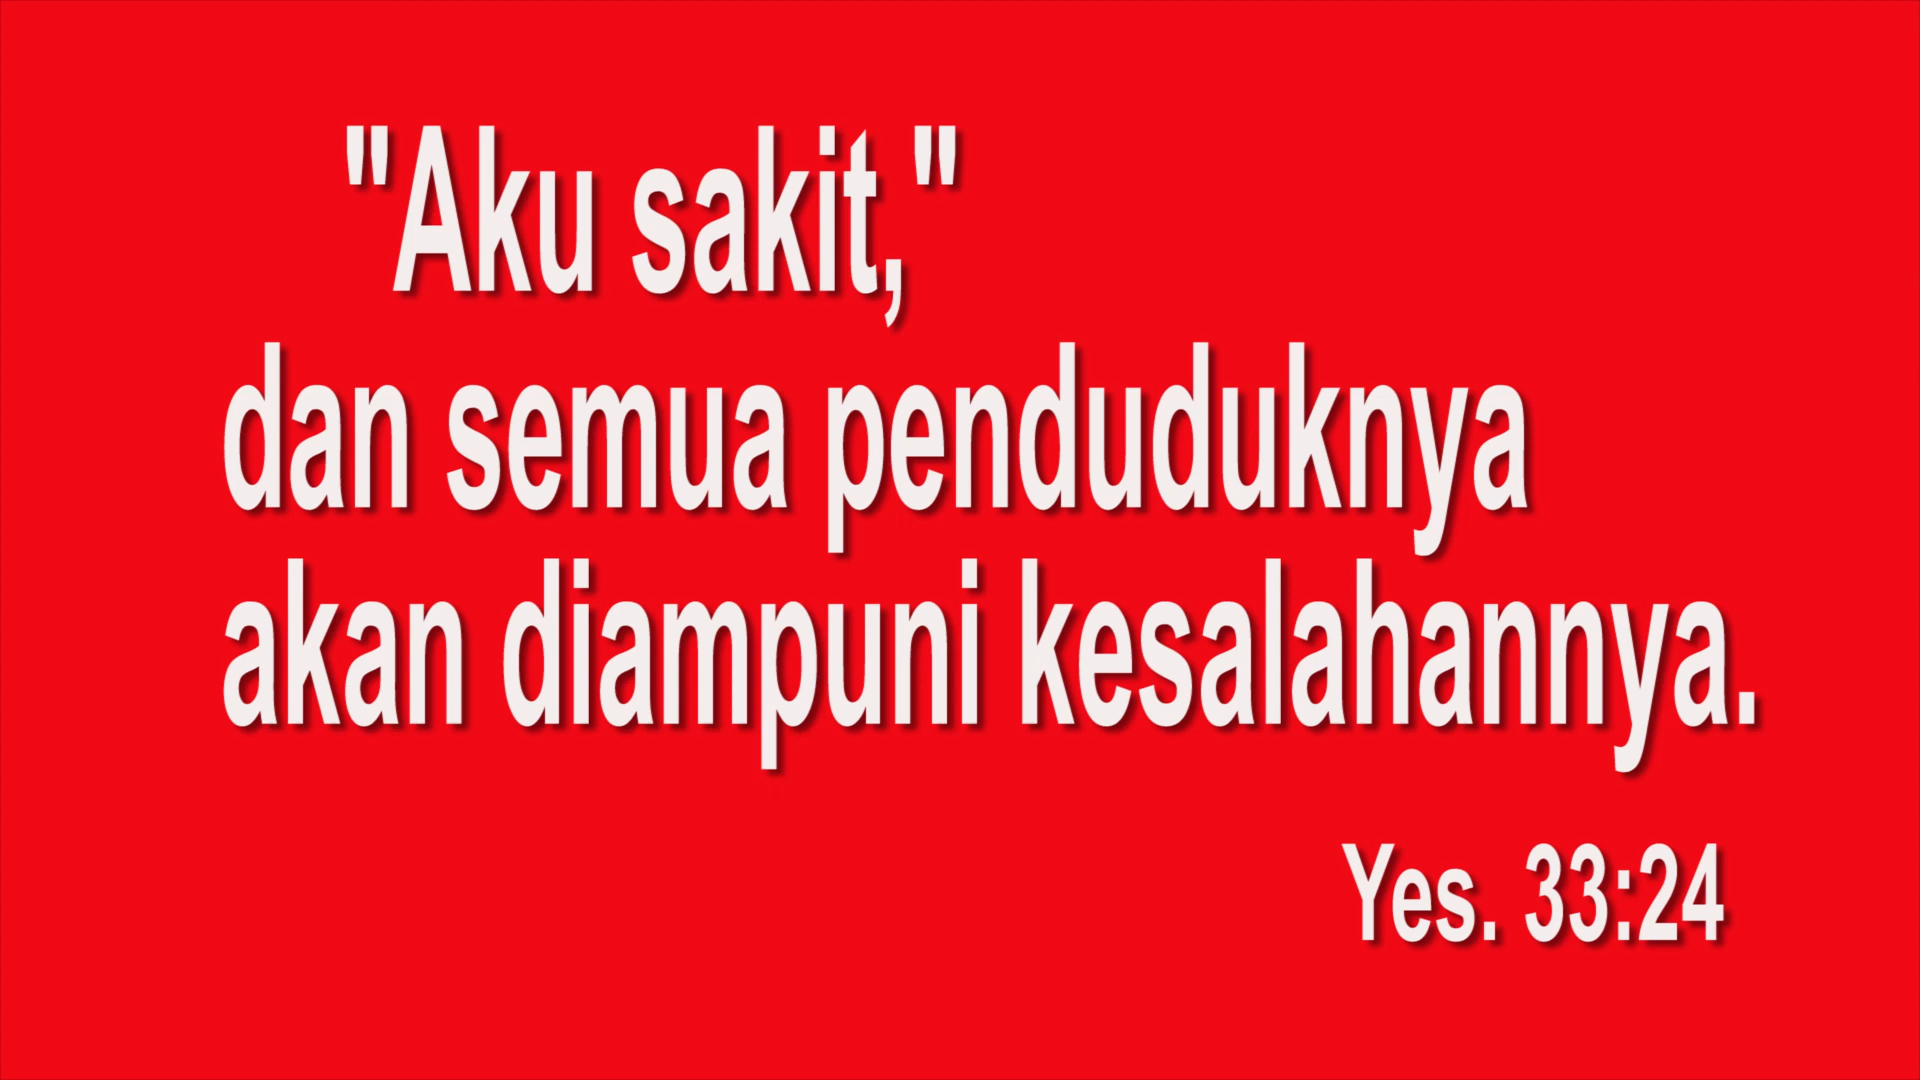 "Aku sakit,"
dan semua penduduknya
akan diampuni kesalahannya.
Yes. 33:24